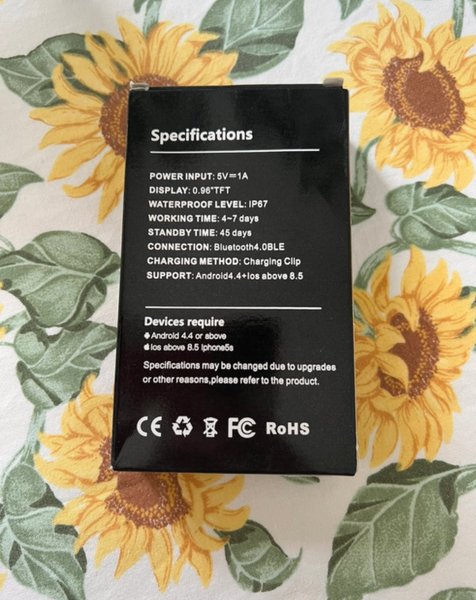 Specifications
POWER INPUT: 5V⎓1A
DISPLAY: 0.96"TFT
WATERPROOF LEVEL: IP67
WORKING TIME: 4~7 days
STANDBY TIME: 45 days
CONNECTION: Bluetooth4.0BLE
CHARGING METHOD: Charging Clip
SUPPORT: Android4.4+Ios above 8.5
Devices require
Android 4.4 or above
Ios above 8.5 Iphone5s
Specifications may be changed due to upgrades
or other reasons,please refer to the product.
CE FC RoHS